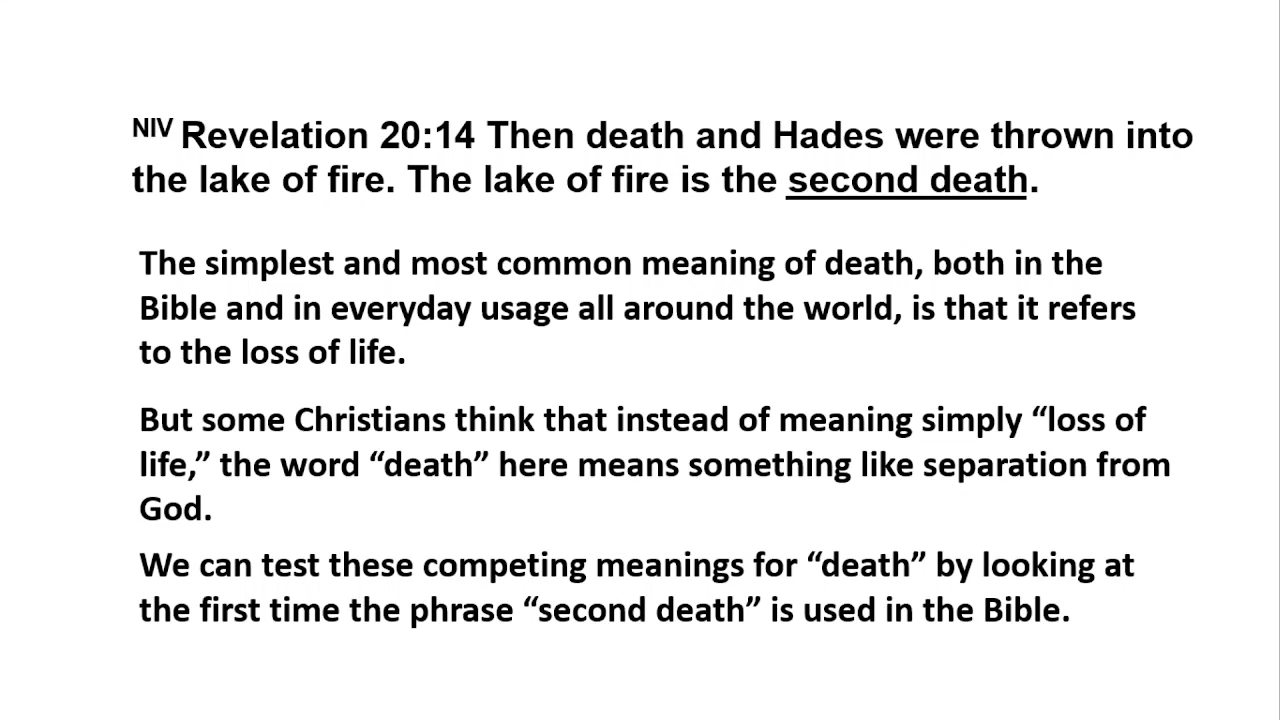 NIV Revelation 20:14 Then death and Hades were thrown into
the lake of fire. The lake of fire is the second death.
The simplest and most common meaning of death, both in the
Bible and in everyday usage all around the world, is that it refers
to the loss of life.
But some Christians think that instead of meaning simply “loss of
life,” the word “death” here means something like separation from
God.
We can test these competing meanings for “death” by looking at
the first time the phrase “second death” is used in the Bible.